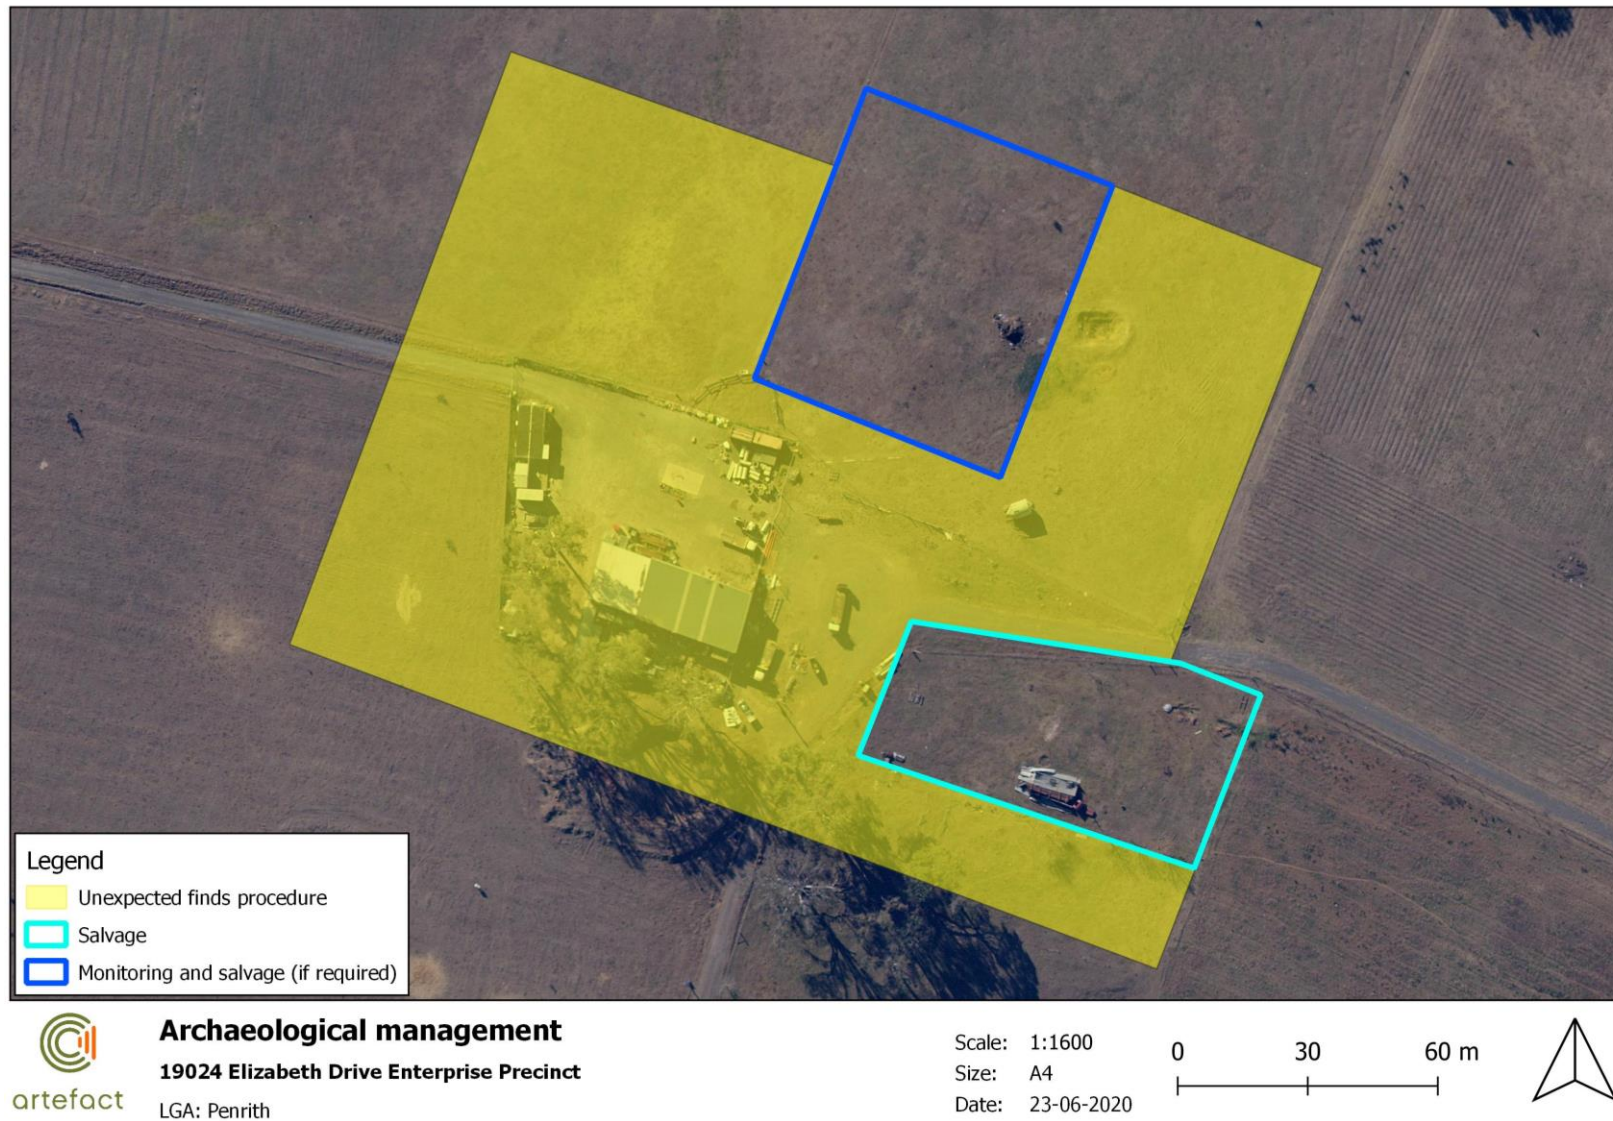 Legend
Unexpected finds procedure
Salvage
Monitoring and salvage (if required)
artefact
Archaeological management
19024 Elizabeth Drive Enterprise Precinct
LGA: Penrith
Scale: 1:1600
Size: A4
Date: 23-06-2020
0 30 60 m